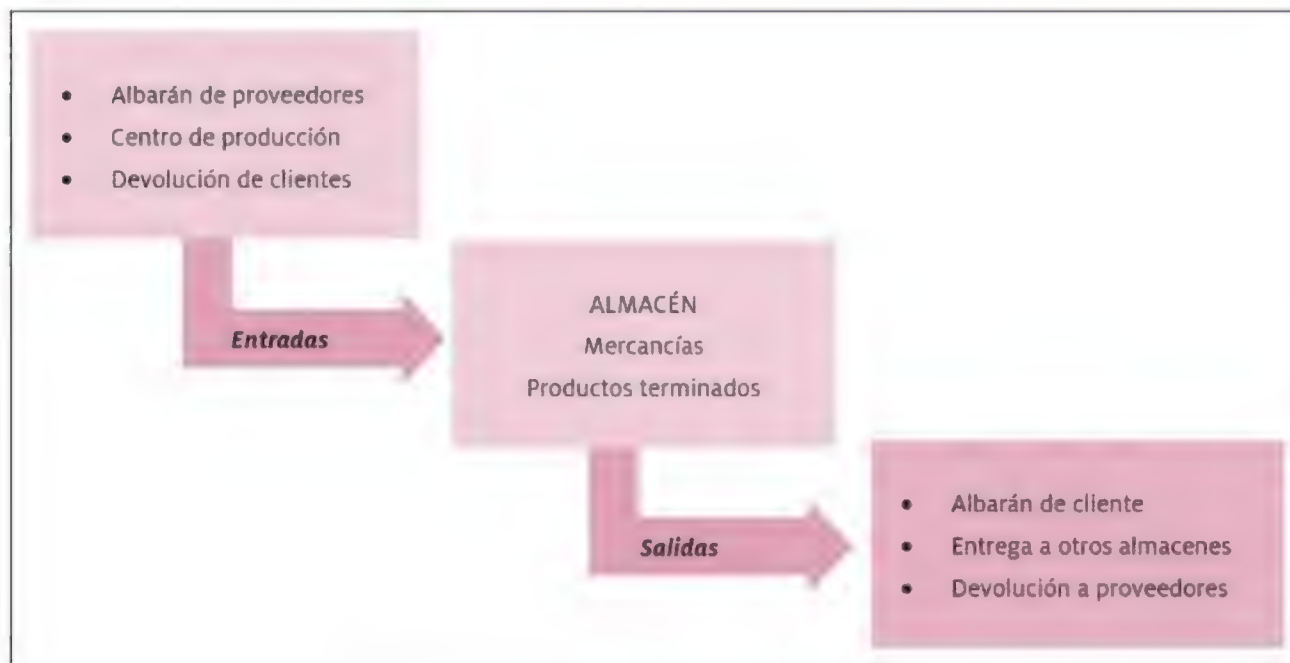 • Albarán de proveedores
• Centro de producción
• Devolución de clientes
Entradas
ALMACÉN
Mercancías
Productos terminados
Salidas
• Albarán de cliente
• Entrega a otros almacenes
• Devolución a proveedores